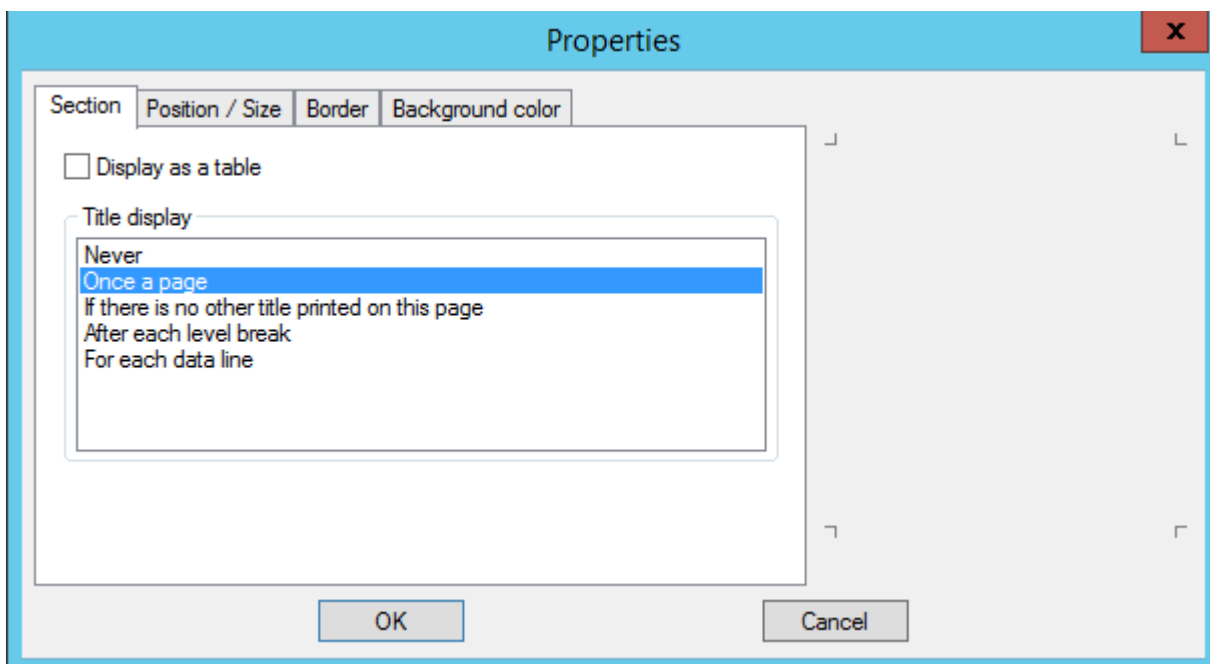 Properties
x
Section Position / Size Border Background color
Display as a table
Title display
Never
Once a page
If there is no other title printed on this page
After each level break
For each data line
OK Cancel